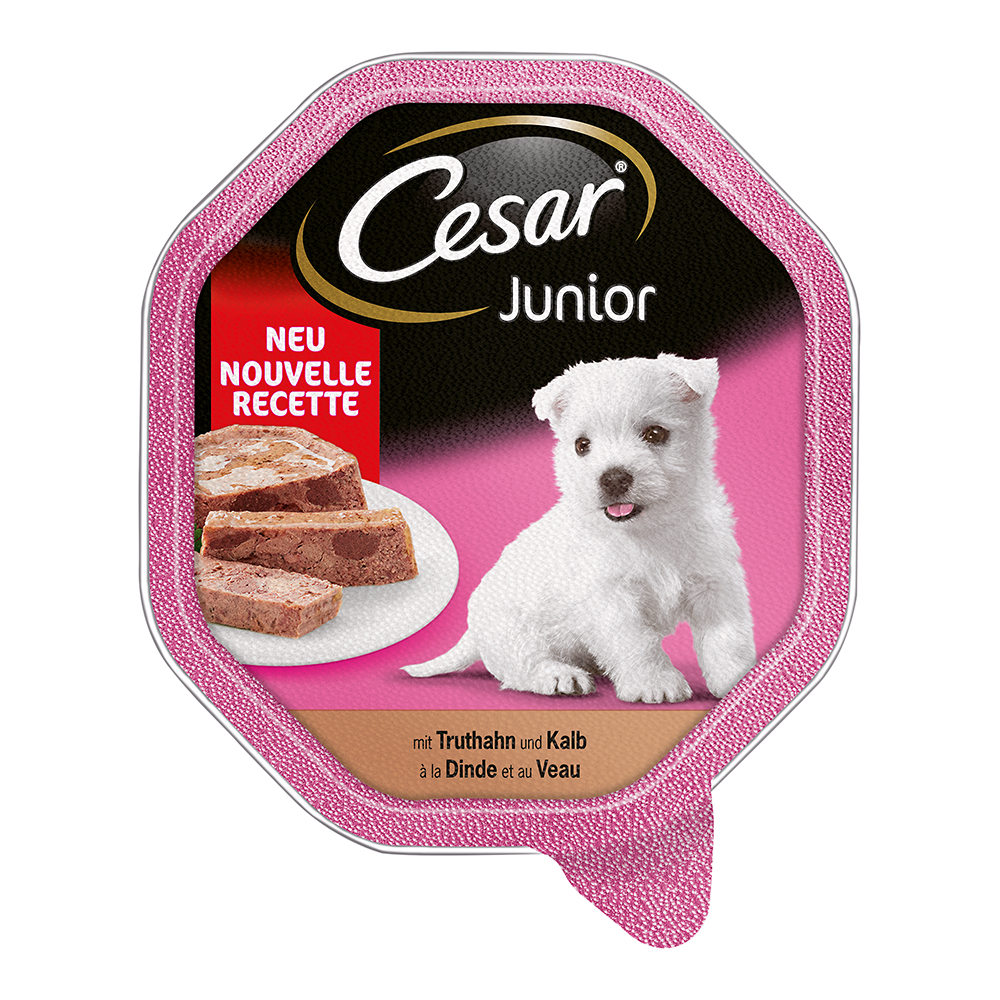 Cesar®
Junior
NEU
NOUVELLE
RECETTE
mit Truthahn und Kalb
à la Dinde et au Veau